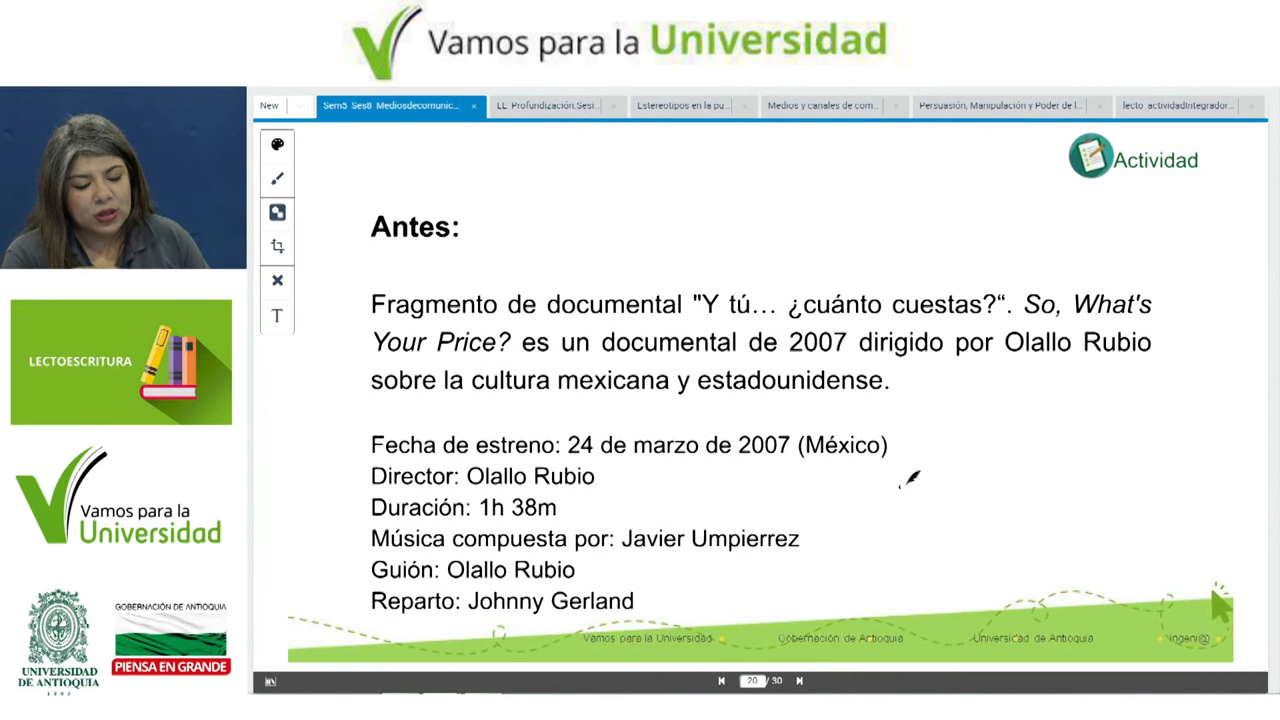 Vamos para la Universidad
New
Sem5_Ses8_Mediosdecomunic...
LL_Profundización.Sesi...
Estereotipos en la pu...
Medios y canales de com...
Persuasión, Manipulación y Poder de l...
lecto_actividadIntegrador...
Actividad
Antes:
Fragmento de documental "Y tú… ¿cuánto cuestas?“. So, What's
Your Price? es un documental de 2007 dirigido por Olallo Rubio
sobre la cultura mexicana y estadounidense.
Fecha de estreno: 24 de marzo de 2007 (México)
Director: Olallo Rubio
Duración: 1h 38m
Música compuesta por: Javier Umpierrez
Guión: Olallo Rubio
Reparto: Johnny Gerland
Vamos para la Universidad
Gobernación de Antioquia
Universidad de Antioquia
Ingeni@
20 / 30
T
LECTOESCRITURA
Vamos para la
Universidad
UNIVERSIDAD
DE ANTIOQUIA
1803
GOBERNACIÓN DE ANTIOQUIA
PIENSA EN GRANDE